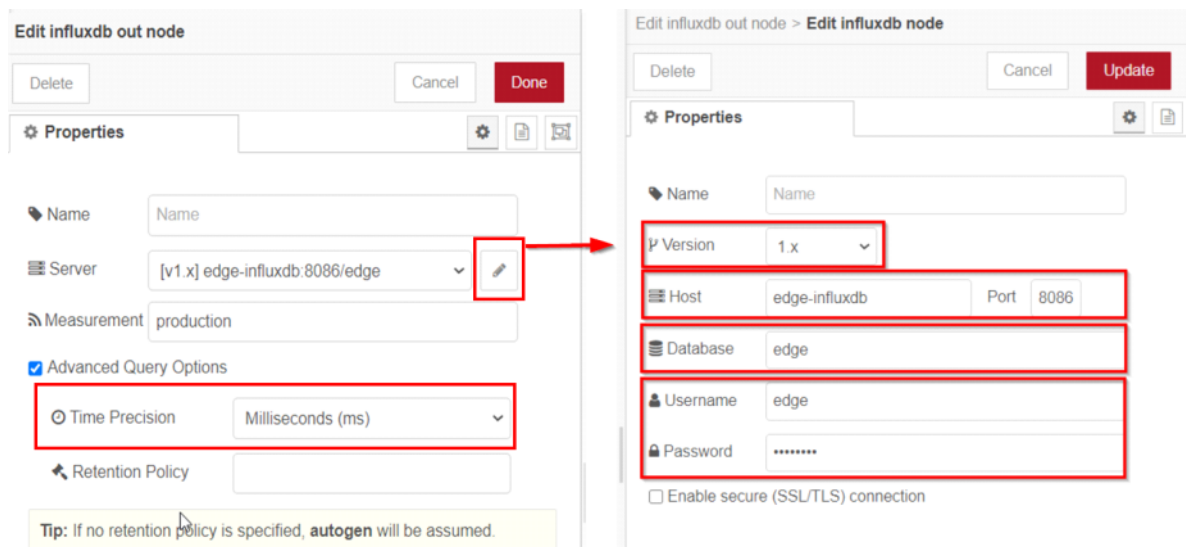 Edit influxdb out node
Delete
Cancel
Done
Properties
Name
Name
Server
[v1.x] edge-influxdb:8086/edge
Measurement
production
Advanced Query Options
Time Precision
Milliseconds (ms)
Retention Policy
Tip: If no retention policy is specified, autogen will be assumed.
Edit influxdb out node > Edit influxdb node
Delete
Cancel
Update
Properties
Name
Name
Version
1.x
Host
edge-influxdb
Port
8086
Database
edge
Username
edge
Password
••••••••
Enable secure (SSL/TLS) connection